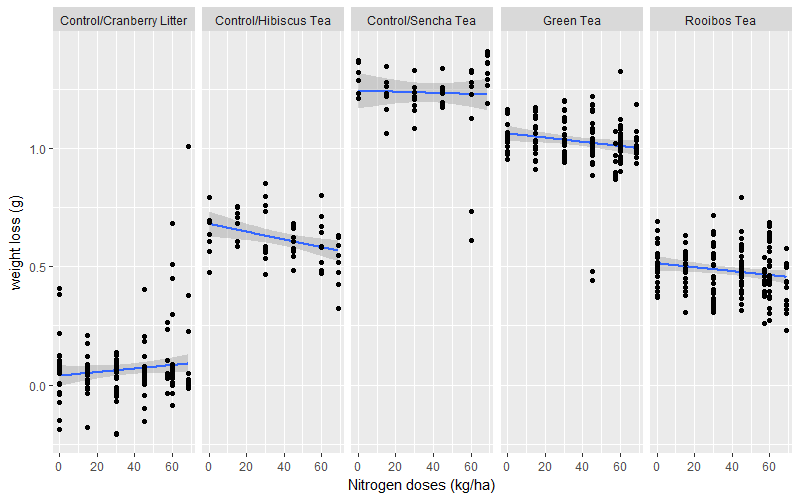 Control/Cranberry Litter Control/Hibiscus Tea Control/Sencha Tea Green Tea Rooibos Tea
weight loss (g)
1.0
0.5
0.0
0 20 40 60 0 20 40 60 0 20 40 60 0 20 40 60 0 20 40 60
Nitrogen doses (kg/ha)